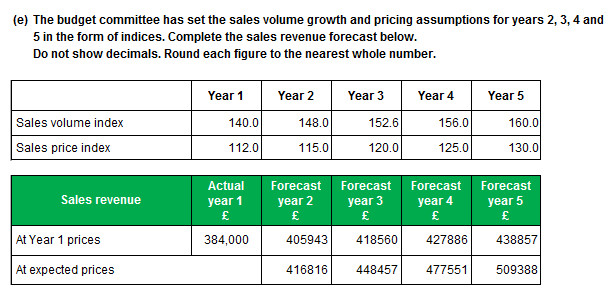 (e) The budget committee has set the sales volume growth and pricing assumptions for years 2, 3, 4 and
5 in the form of indices. Complete the sales revenue forecast below.
Do not show decimals. Round each figure to the nearest whole number.
Year 1 Year 2 Year 3 Year 4 Year 5
Sales volume index 140.0 148.0 152.6 156.0 160.0
Sales price index 112.0 115.0 120.0 125.0 130.0
Sales revenue Actual year 1 £ Forecast year 2 £ Forecast year 3 £ Forecast year 4 £ Forecast year 5 £
At Year 1 prices 384,000 405943 418560 427886 438857
At expected prices 416816 448457 477551 509388